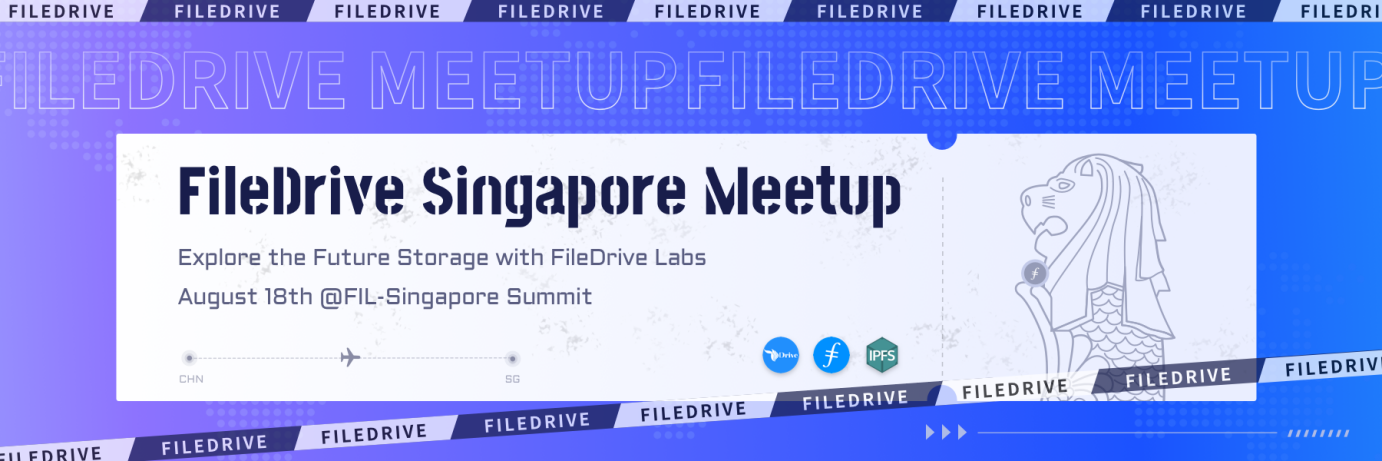 FILEDRIVE FILEDRIVE FILEDRIVE FILEDRIVE FILEDRIVE FILEDRIVE FILEDRIVE FILEDRIVE FILEDRI
FILEDRIVE MEETUP FILEDRIVE MEETUP
FileDrive Singapore Meetup
Explore the Future Storage with FileDrive Labs
August 18th @FIL-Singapore Summit
CHN
SG
Drive
IPFS
FILEDRIVE FILEDRIVE FILEDRIVE FILEDRIVE FILEDRIVE FILEDRIVE FILEDRIVE FILEDRIVE FILEDRIVE